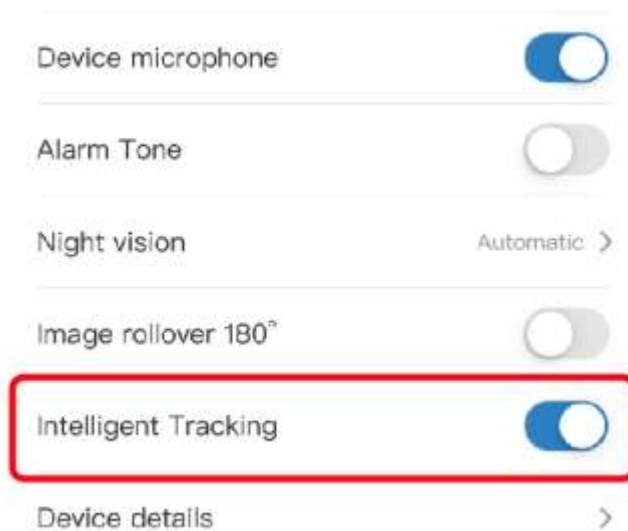 Device microphone
Alarm Tone
Night vision Automatic >
Image rollover 180°
Intelligent Tracking
Device details >